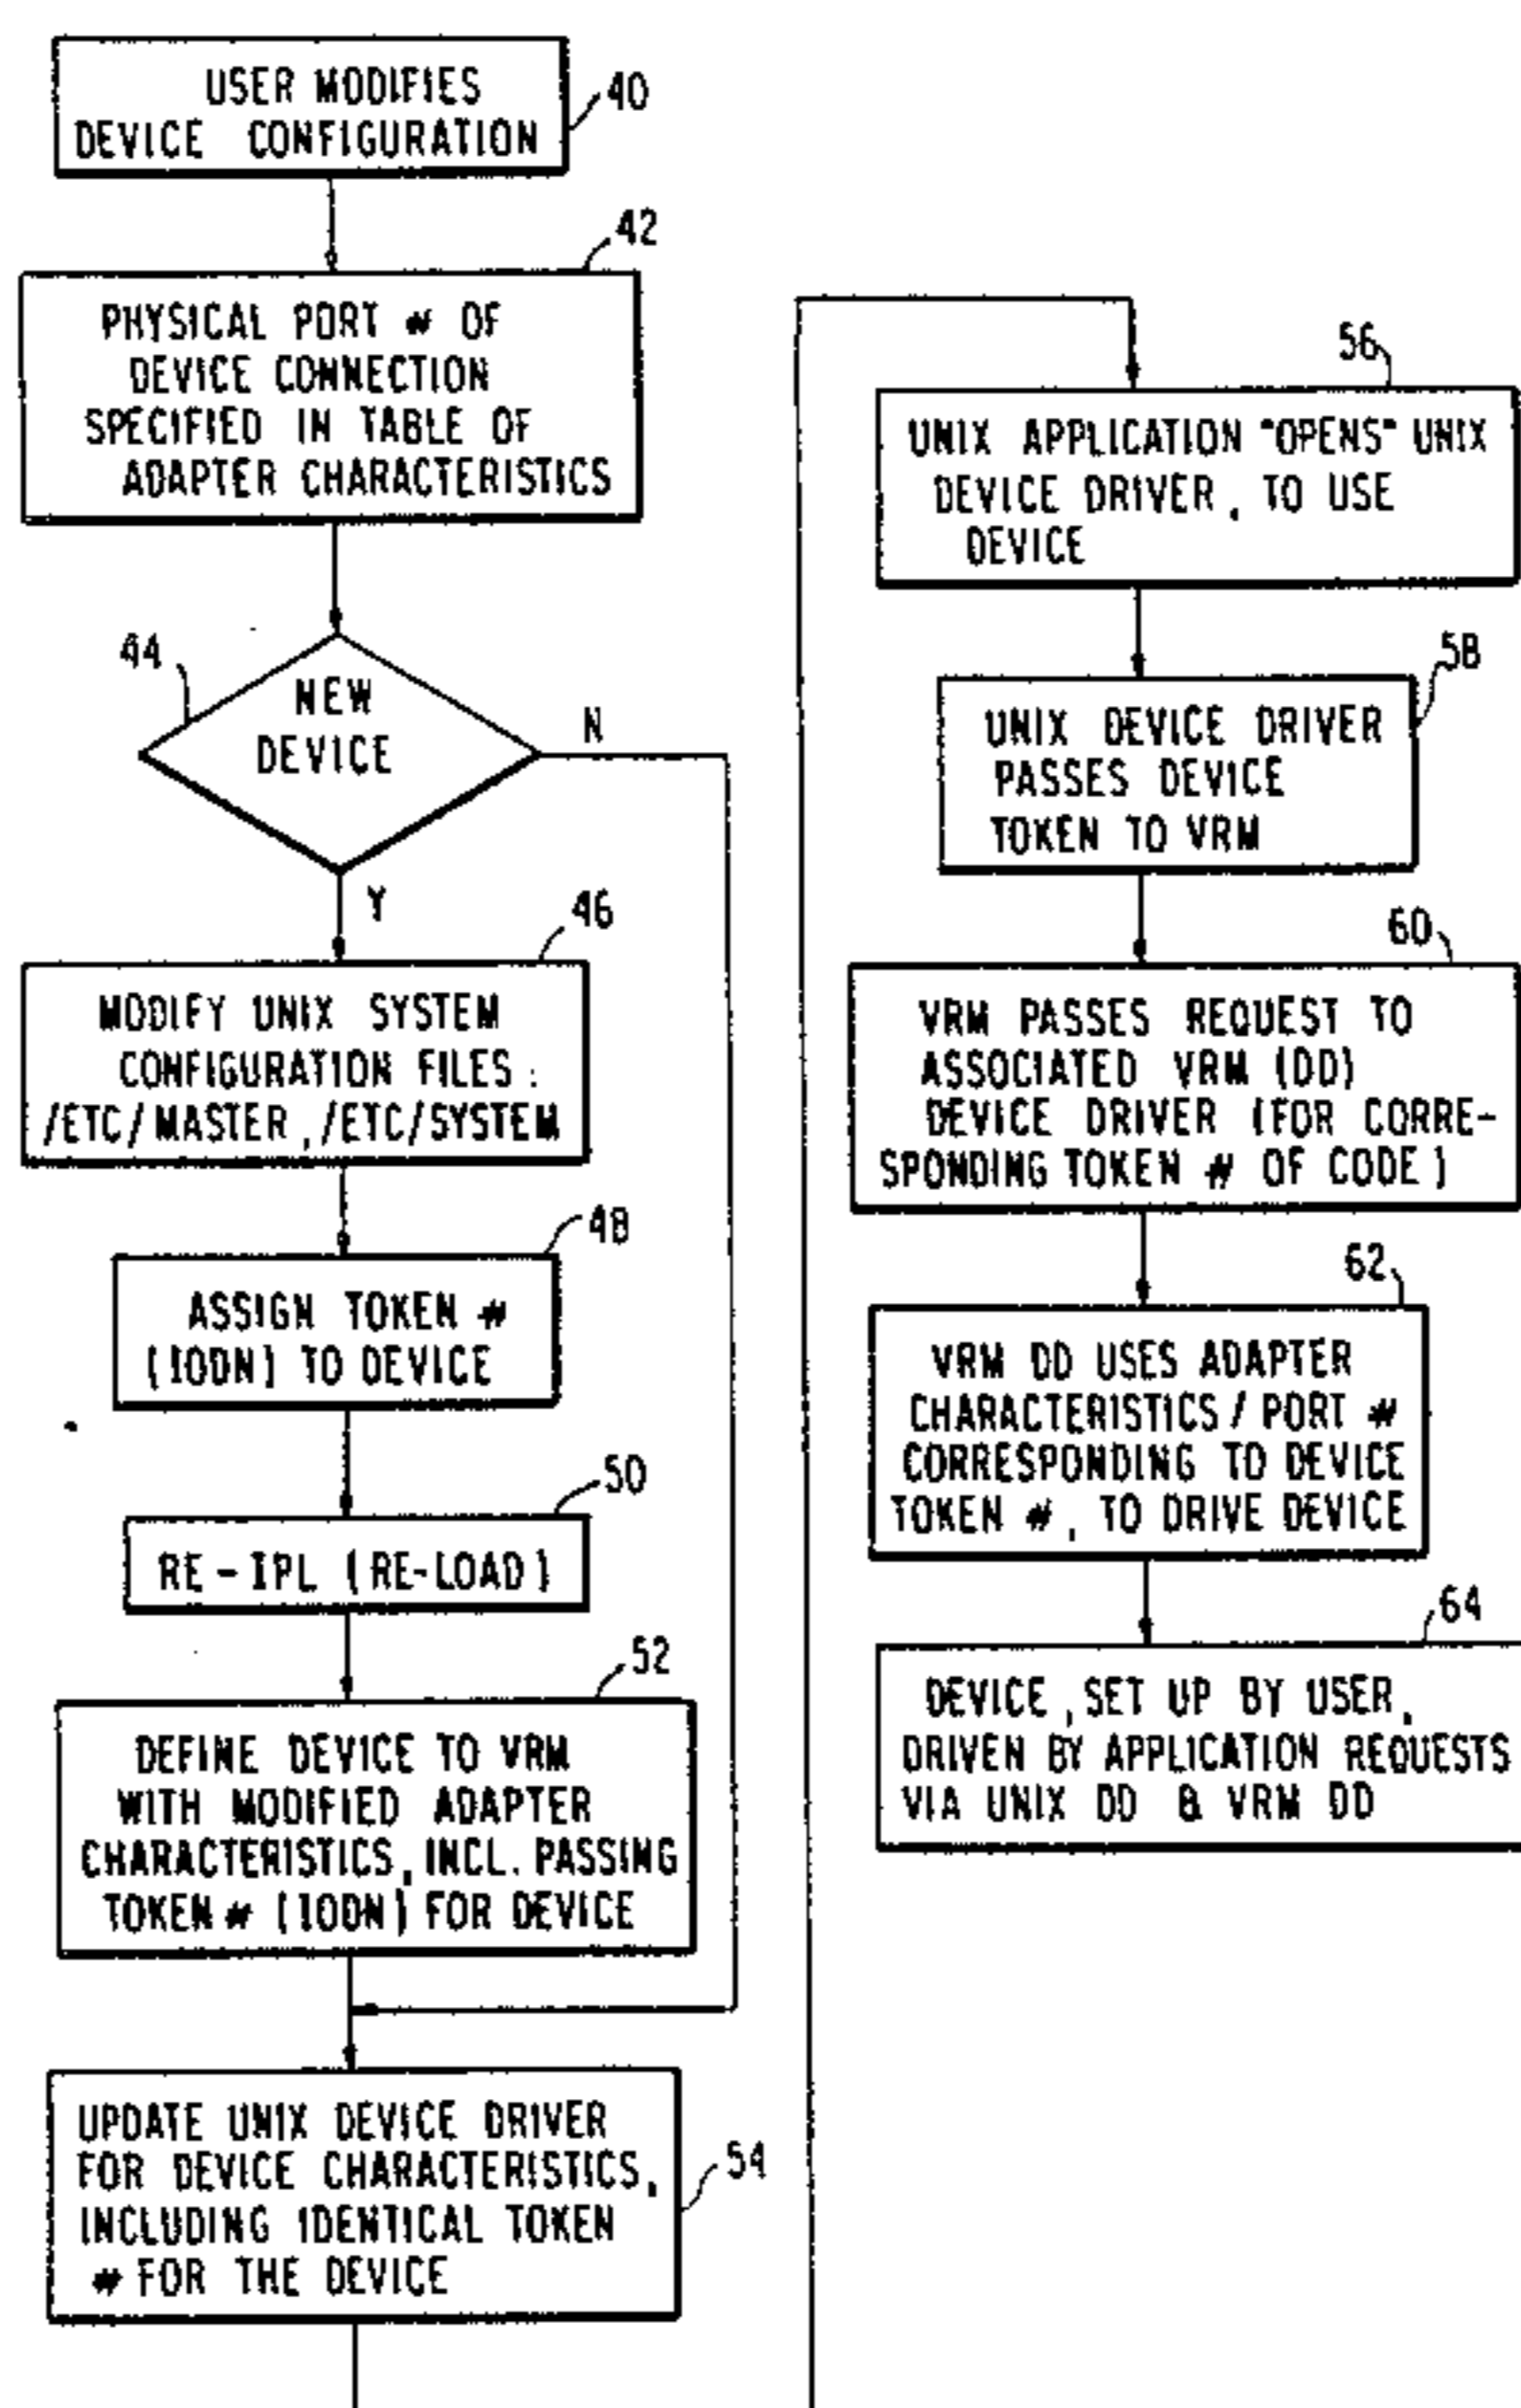 USER MODIFIES
DEVICE CONFIGURATION
40
42
PHYSICAL PORT # OF
DEVICE CONNECTION
SPECIFIED IN TABLE OF
ADAPTER CHARACTERISTICS
44
NEW
DEVICE
N
Y
46
MODIFY UNIX SYSTEM
CONFIGURATION FILES :
/ETC/MASTER, /ETC/SYSTEM
48
ASSIGN TOKEN #
(IODN) TO DEVICE
50
RE-IPL (RE-LOAD)
52
DEFINE DEVICE TO VRM
WITH MODIFIED ADAPTER
CHARACTERISTICS, INCL. PASSING
TOKEN # (IODN) FOR DEVICE
54
UPDATE UNIX DEVICE DRIVER
FOR DEVICE CHARACTERISTICS,
INCLUDING IDENTICAL TOKEN
# FOR THE DEVICE
56
UNIX APPLICATION "OPENS" UNIX
DEVICE DRIVER, TO USE
DEVICE
58
UNIX DEVICE DRIVER
PASSES DEVICE
TOKEN TO VRM
60
VRM PASSES REQUEST TO
ASSOCIATED VRM (DD)
DEVICE DRIVER (FOR CORRE-
SPONDING TOKEN # OF CODE)
62
VRM DD USES ADAPTER
CHARACTERISTICS / PORT #
CORRESPONDING TO DEVICE
TOKEN #, TO DRIVE DEVICE
64
DEVICE, SET UP BY USER,
DRIVEN BY APPLICATION REQUESTS
VIA UNIX DD & VRM DD